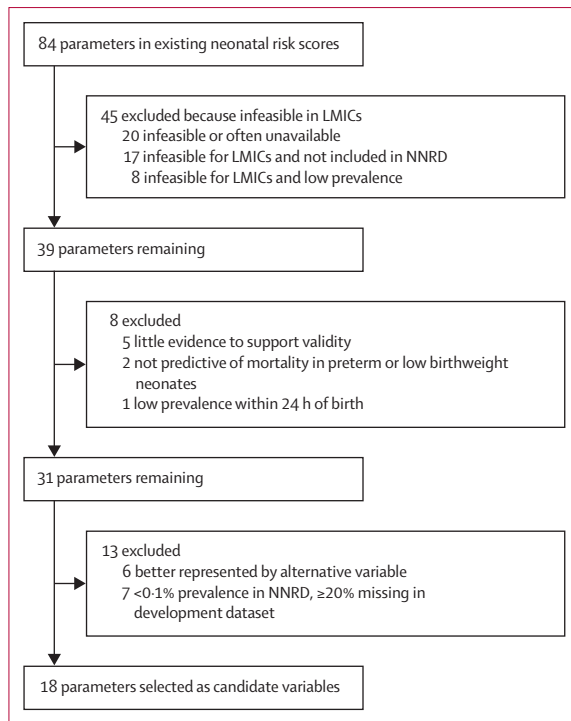 84 parameters in existing neonatal risk scores
45 excluded because infeasible in LMICs
20 infeasible or often unavailable
17 infeasible for LMICs and not included in NNRD
8 infeasible for LMICs and low prevalence
39 parameters remaining
8 excluded
5 little evidence to support validity
2 not predictive of mortality in preterm or low birthweight
neonates
1 low prevalence within 24 h of birth
31 parameters remaining
13 excluded
6 better represented by alternative variable
7 <0·1% prevalence in NNRD, ≥20% missing in
development dataset
18 parameters selected as candidate variables